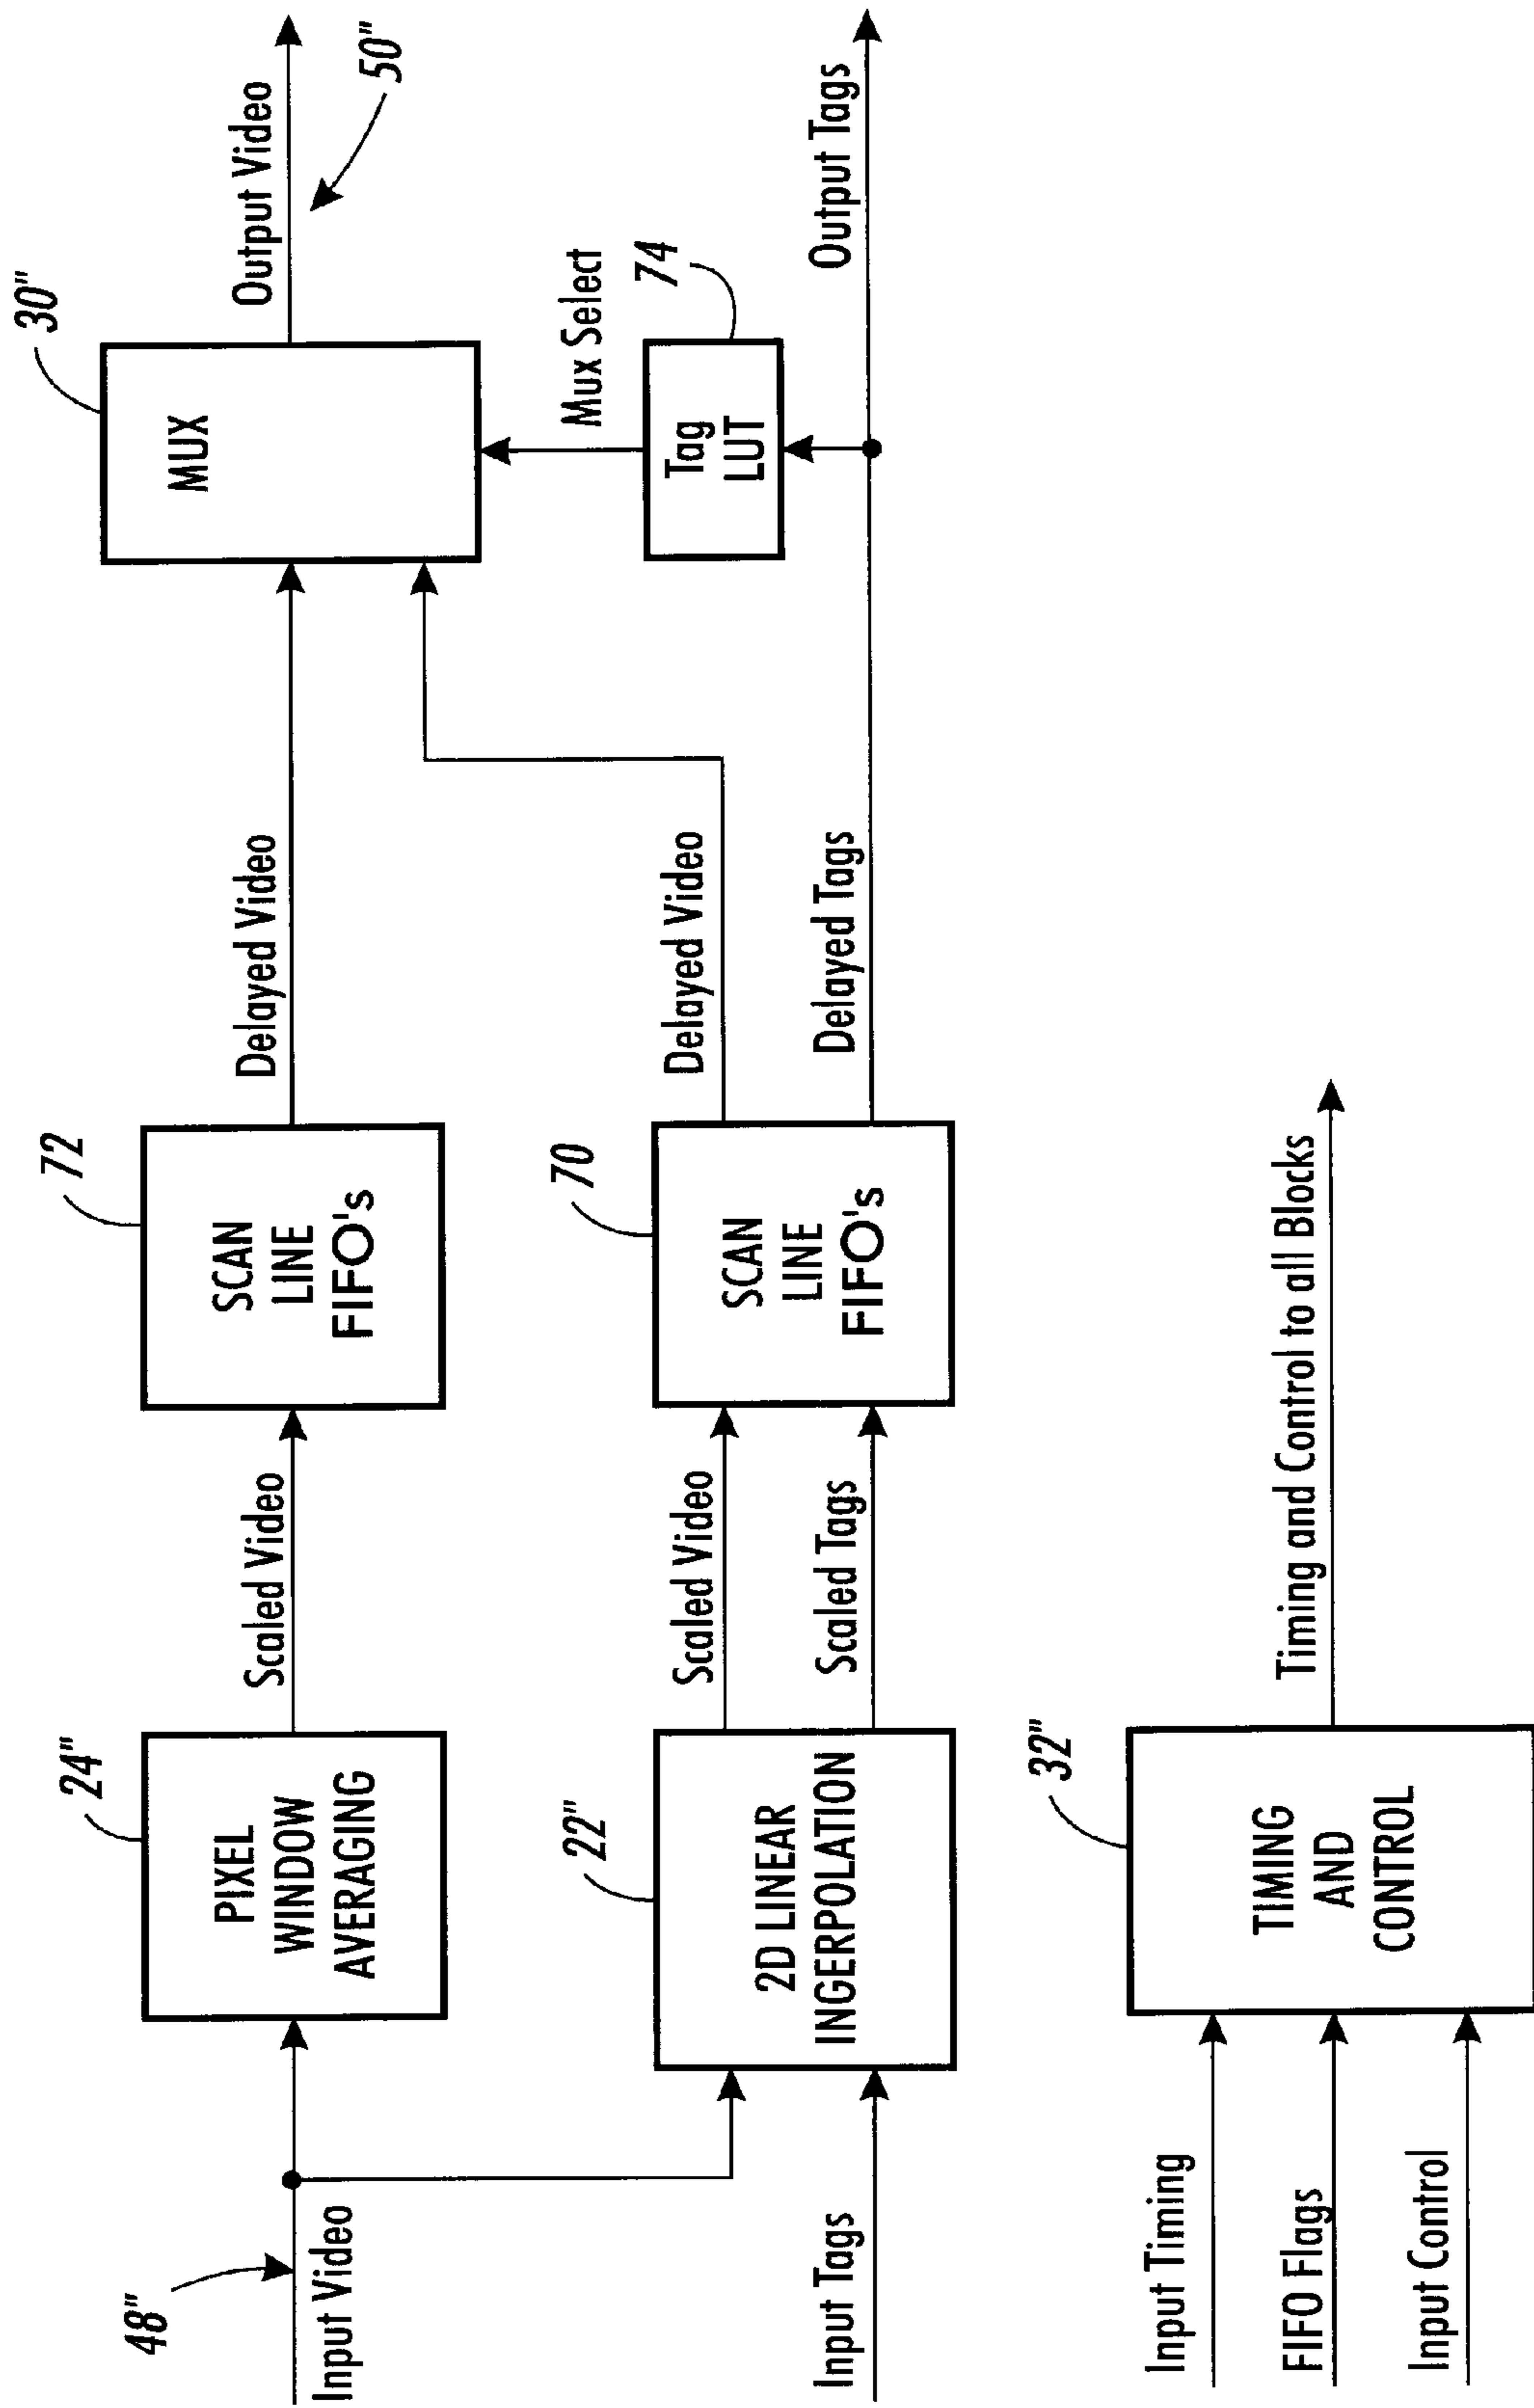 48"
Input Video
24"
PIXEL
WINDOW
AVERAGING
Scaled Video
72
SCAN
LINE
FIFO's
Delayed Video
30"
MUX
Output Video
50"
Input Tags
22"
2D LINEAR
INGERPOLATION
Scaled Video
Scaled Tags
70
SCAN
LINE
FIFO's
Delayed Video
Delayed Tags
Mux Select
74
Tag
LUT
Output Tags
Input Timing
FIFO Flags
Input Control
32"
TIMING
AND
CONTROL
Timing and Control to all Blocks